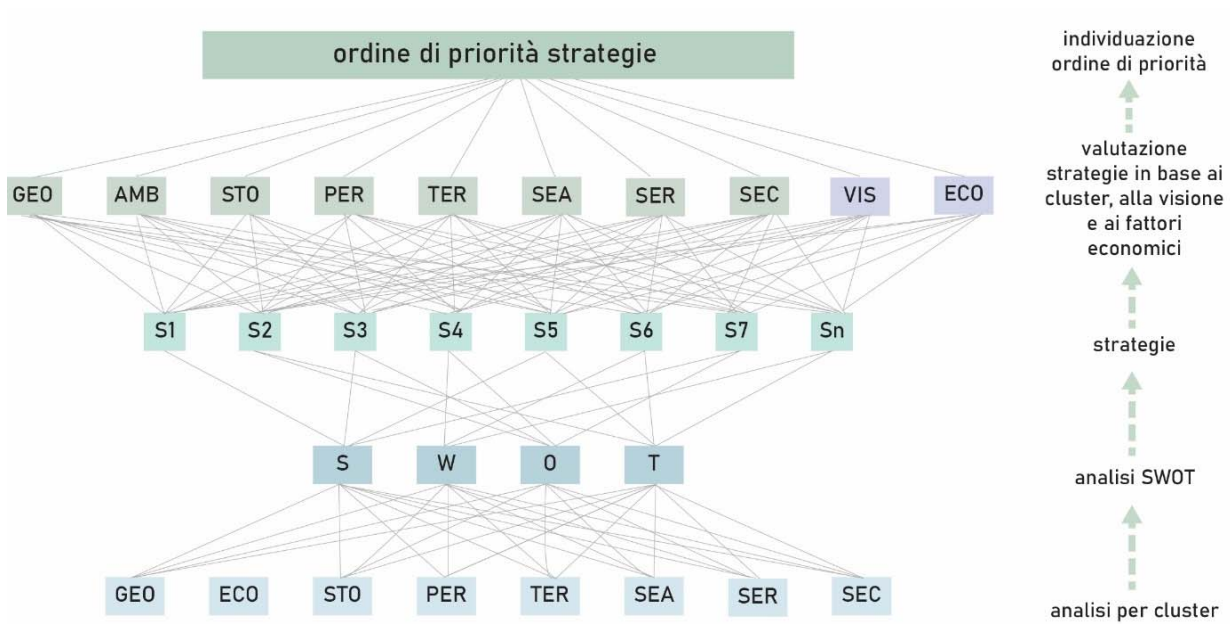 ordine di priorità strategie
individuazione
ordine di priorità
valutazione
strategie in base ai
cluster, alla visione
e ai fattori
economici
GEO AMB STO PER TER SEA SER SEC VIS ECO
S1 S2 S3 S4 S5 S6 S7 Sn
strategie
S W O T
analisi SWOT
GEO ECO STO PER TER SEA SER SEC
analisi per cluster